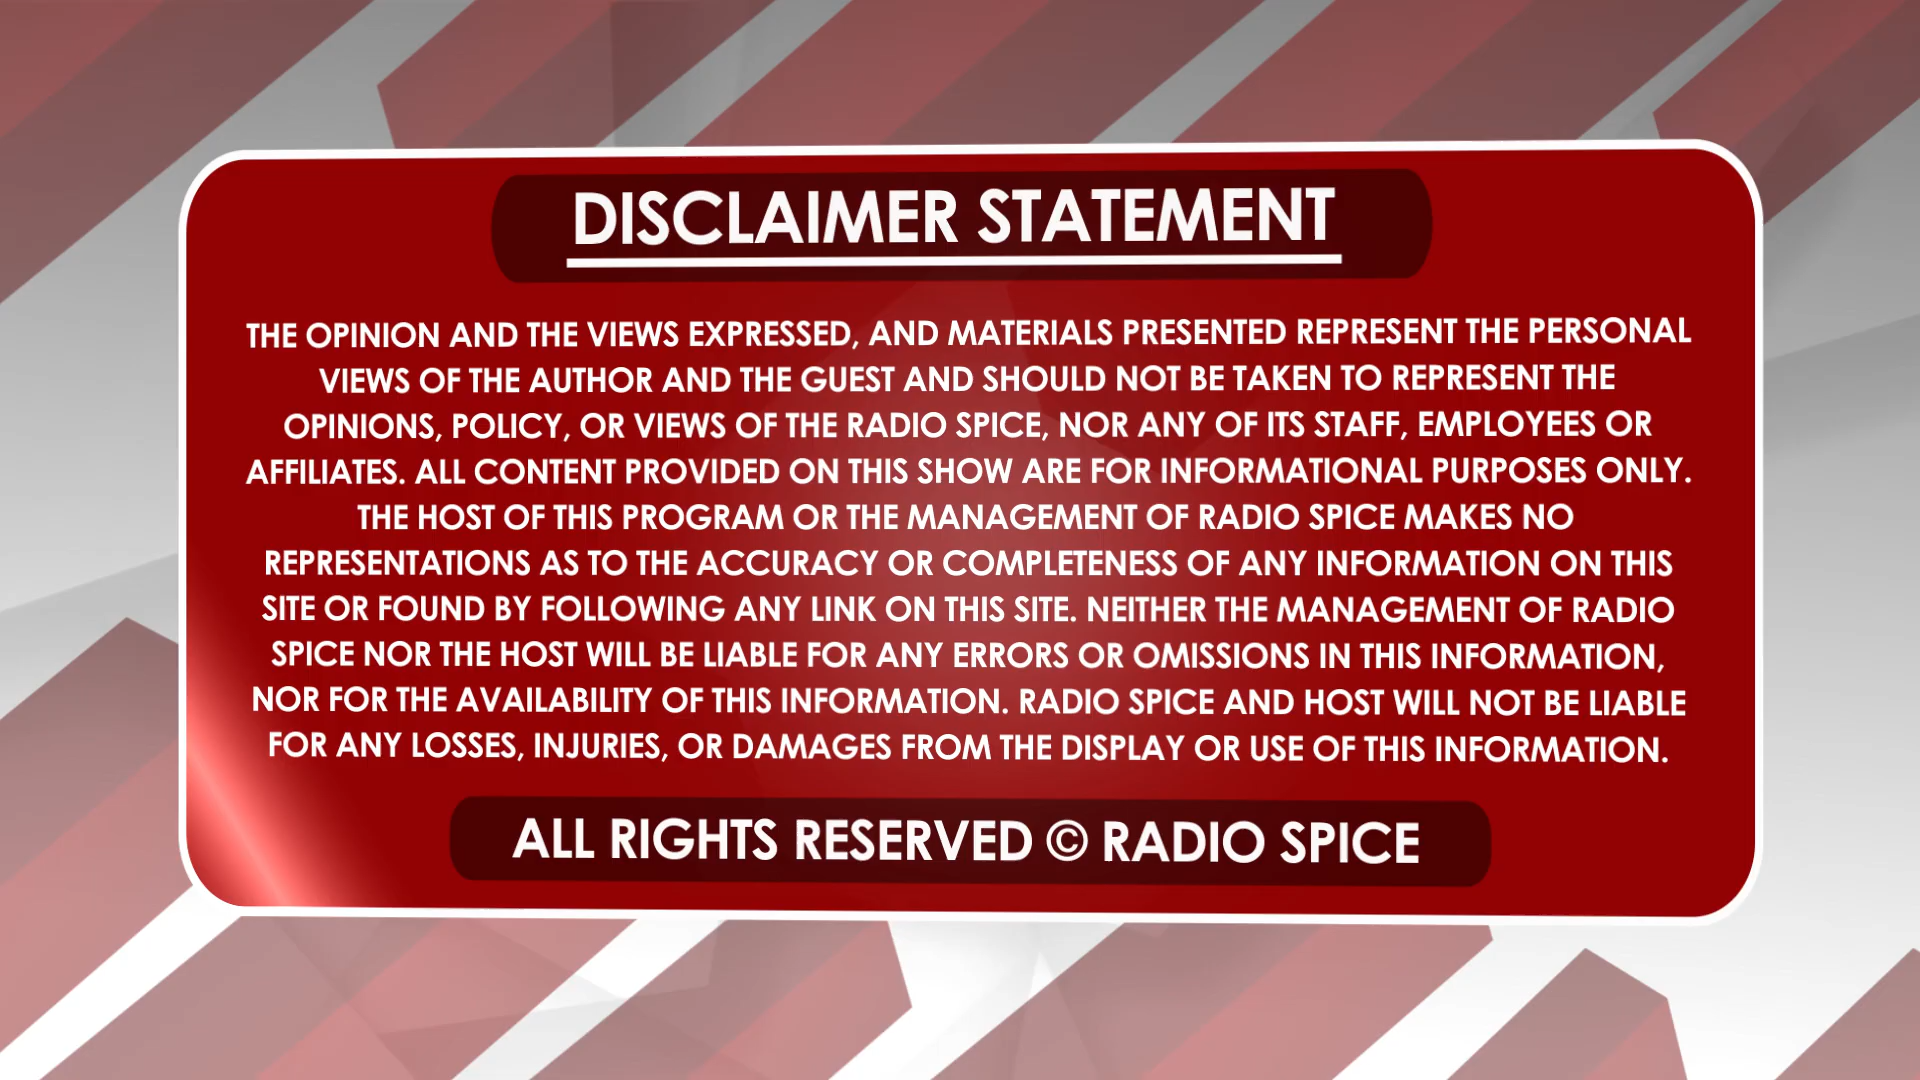 DISCLAIMER STATEMENT
THE OPINION AND THE VIEWS EXPRESSED, AND MATERIALS PRESENTED REPRESENT THE PERSONAL
VIEWS OF THE AUTHOR AND THE GUEST AND SHOULD NOT BE TAKEN TO REPRESENT THE
OPINIONS, POLICY, OR VIEWS OF THE RADIO SPICE, NOR ANY OF ITS STAFF, EMPLOYEES OR
AFFILIATES. ALL CONTENT PROVIDED ON THIS SHOW ARE FOR INFORMATIONAL PURPOSES ONLY.
THE HOST OF THIS PROGRAM OR THE MANAGEMENT OF RADIO SPICE MAKES NO
REPRESENTATIONS AS TO THE ACCURACY OR COMPLETENESS OF ANY INFORMATION ON THIS
SITE OR FOUND BY FOLLOWING ANY LINK ON THIS SITE. NEITHER THE MANAGEMENT OF RADIO
SPICE NOR THE HOST WILL BE LIABLE FOR ANY ERRORS OR OMISSIONS IN THIS INFORMATION,
NOR FOR THE AVAILABILITY OF THIS INFORMATION. RADIO SPICE AND HOST WILL NOT BE LIABLE
FOR ANY LOSSES, INJURIES, OR DAMAGES FROM THE DISPLAY OR USE OF THIS INFORMATION.
ALL RIGHTS RESERVED © RADIO SPICE